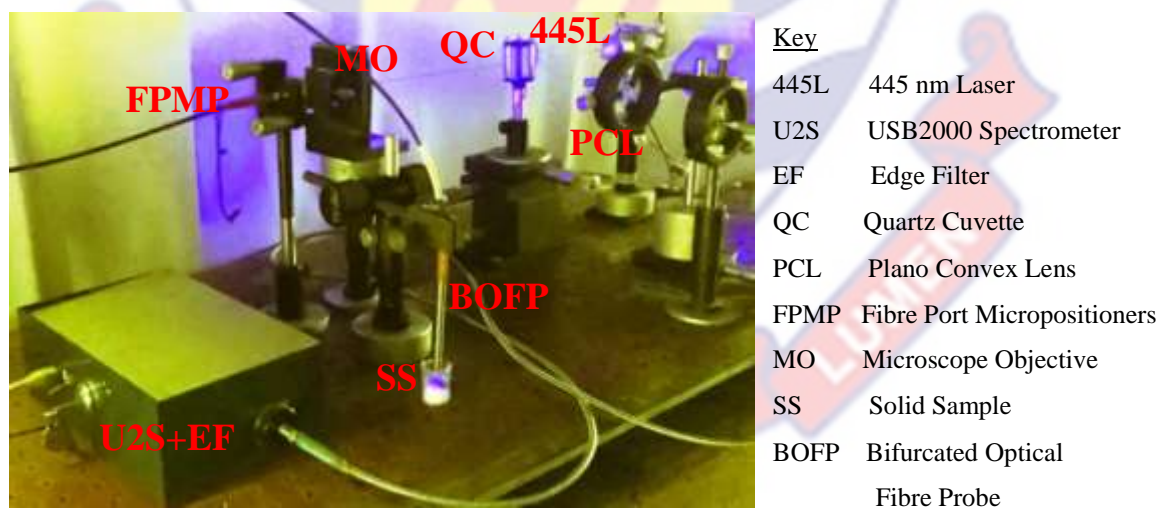 QC 445L
MO
FPMP
PCL
BOFP
SS
U2S+EF
Key
445L 445 nm Laser
U2S USB2000 Spectrometer
EF Edge Filter
QC Quartz Cuvette
PCL Plano Convex Lens
FPMP Fibre Port Micropositioners
MO Microscope Objective
SS Solid Sample
BOFP Bifurcated Optical
Fibre Probe
LUMEN